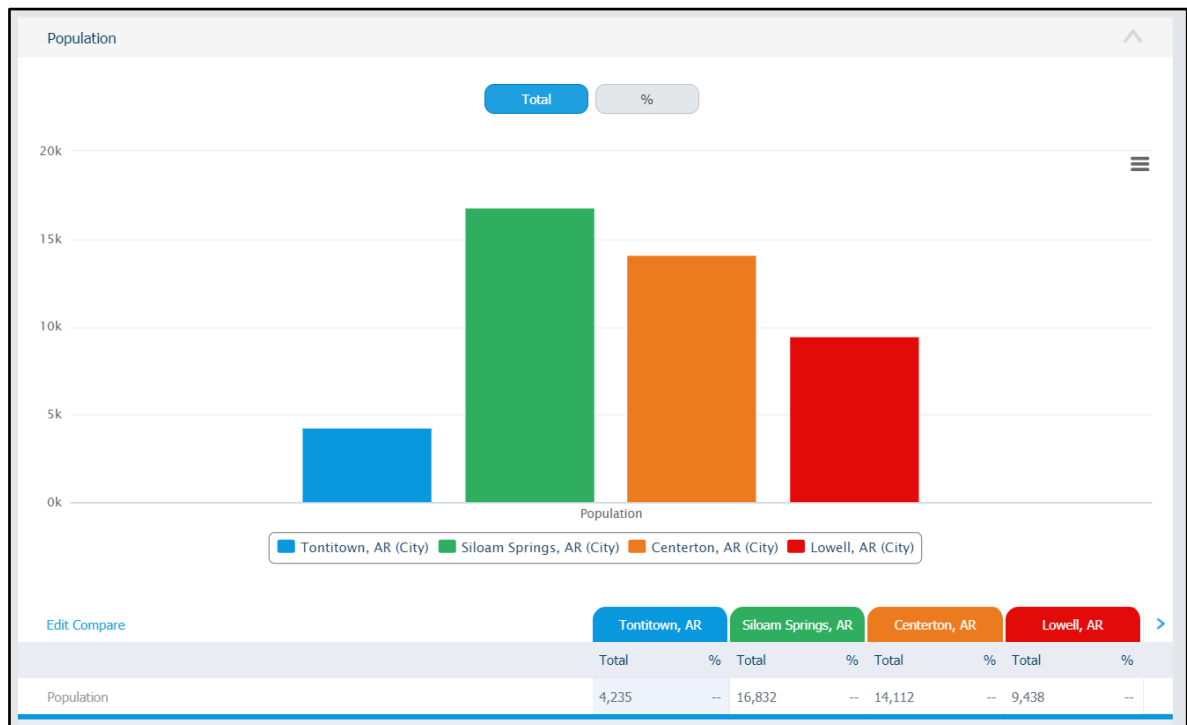 Population
Total %
20k
15k
10k
5k
0k
Population
Tontitown, AR (City) Siloam Springs, AR (City) Centerton, AR (City) Lowell, AR (City)
Edit Compare Tontitown, AR Siloam Springs, AR Centerton, AR Lowell, AR >
Total % Total % Total % Total %
Population 4,235 -- 16,832 -- 14,112 -- 9,438 --